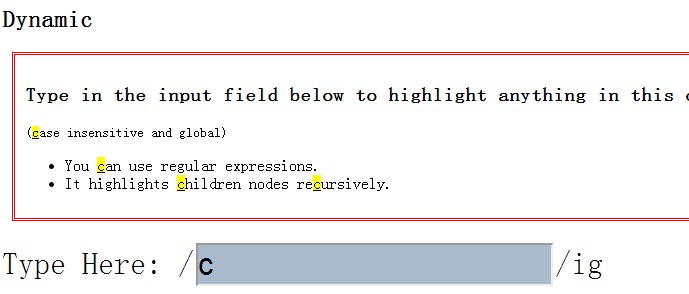 Dynamic
Type in the input field below to highlight anything in this
(case insensitive and global)
• You can use regular expressions.
• It highlights children nodes recursively.
Type Here: /c/ig